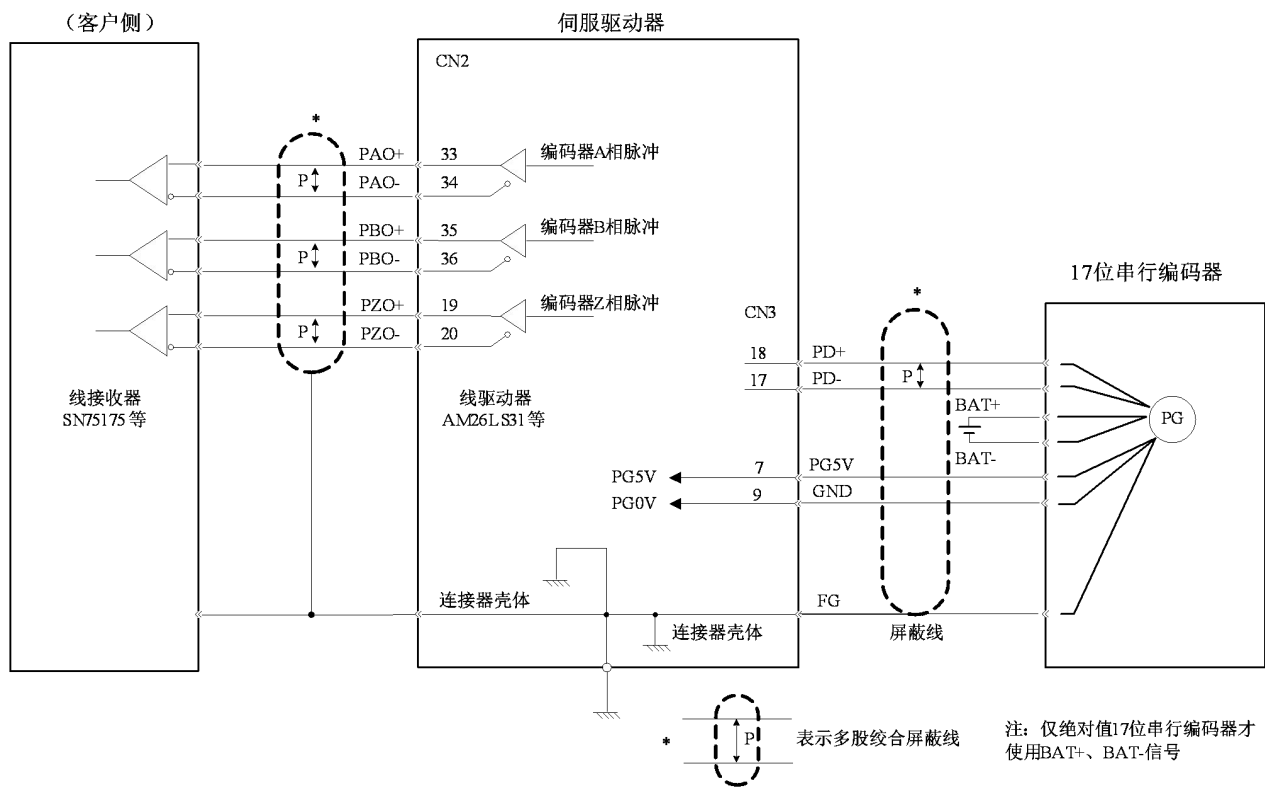 （客户侧）
伺服驱动器
CN2
*
PAO+
33
编码器A相脉冲
P
PAO-
34
PBO+
35
编码器B相脉冲
P
PBO-
36
PZO+
19
编码器Z相脉冲
P
PZO-
20
线接收器
SN75175等
线驱动器
AM26LS31等
17位串行编码器
*
CN3
18
PD+
17
PD-
P
BAT+
BAT-
PG
PG5V
7
PG5V
PG0V
9
GND
连接器壳体
FG
连接器壳体
屏蔽线
*
P
表示多股绞合屏蔽线
注：仅绝对值17位串行编码器才
使用BAT+、BAT-信号